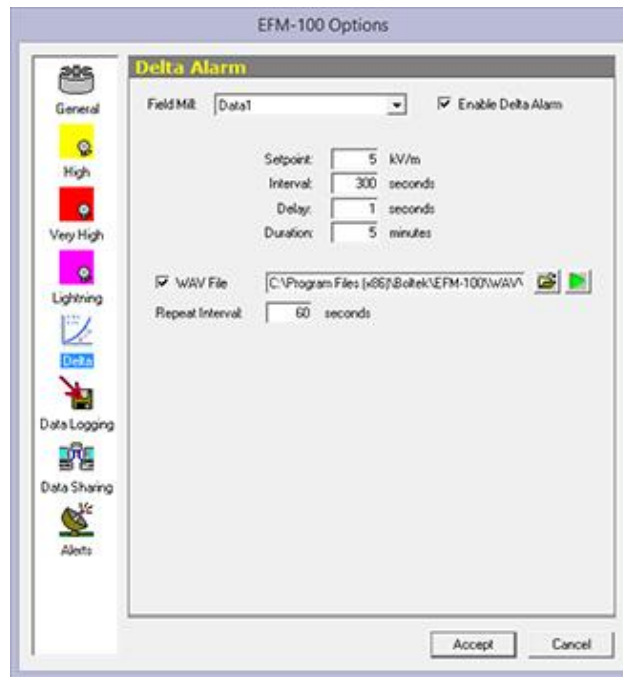 EFM-100 Options
General
High
Very High
Lightning
Delta
Data Logging
Data Sharing
Alerts
Delta Alarm
Field Mill: Data1 Enable Delta Alarm
Setpoint: 5 kV/m
Interval: 300 seconds
Delay: 1 seconds
Duration: 5 minutes
WAV File C:\Program Files (x86)\Boltek\EFM-100\WAV\
Repeat Interval: 60 seconds
Accept Cancel